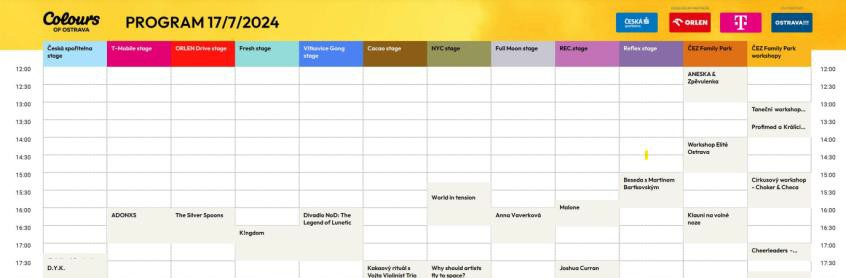 Colours
OF OSTRAVA
PROGRAM 17/7/2024
ČESKÁ
ORLEN
T
OSTRAVA!!!
Česká spořitelna stage
T-Mobile stage
ORLEN Drive stage
Fresh stage
Vítkovice Gong stage
Cacao stage
NYC stage
Full Moon stage
REC.stage
Reflex stage
ČEZ Family Park
ČEZ Family Park workshopy
12:00
ANESKA &
Zpěvulenka
12:00
12:30
12:30
13:00
Taneční workshop...
13:00
13:30
Profimed a Králíci...
13:30
14:00
Workshop Elité
Ostrava
14:00
14:30
14:30
15:00
Beseda s Martinem
Bartkovským
Cirkusový workshop
- Choker & Checa
15:00
15:30
World in tension
15:30
16:00
ADONXS
The Silver Spoons
Divadlo NoD: The
Legend of Lunetic
Anna Vaverková
Malone
Klauni na volné
noze
16:00
16:30
K!ngdom
16:30
17:00
Cheerleaders -...
17:00
17:30
D.Y.K.
Kakaový rituál s
Vojta Violinist Trio
Why should artists
fly to space?
Joshua Curran
17:30